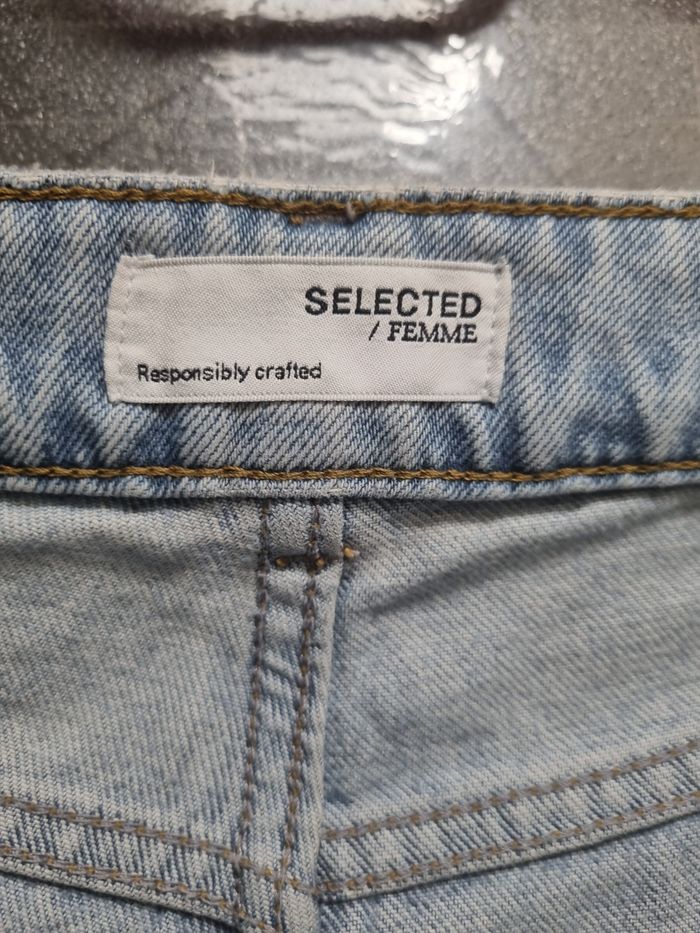 SELECTED
/ FEMME
Responsibly crafted